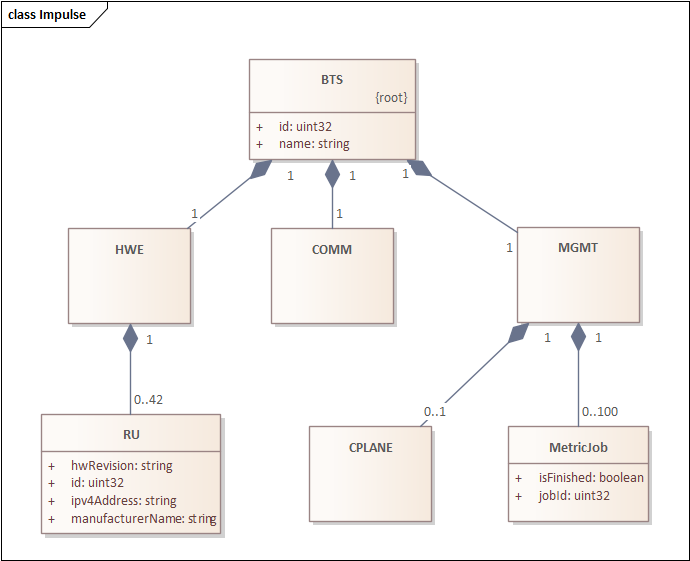 class Impulse
BTS
{root}
+ id: uint32
+ name: string
1
1
1
1
1
1
HWE
COMM
MGMT
1
1
1
0..42
0..1
0..100
RU
+ hwRevision: string
+ id: uint32
+ ipv4Address: string
+ manufacturerName: string
CPLANE
MetricJob
+ isFinished: boolean
+ jobId: uint32